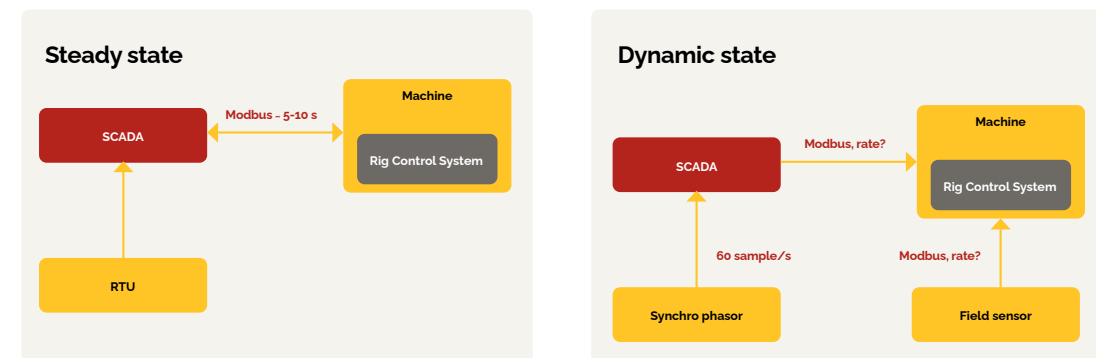 Steady state
Modbus ~ 5-10 s
Machine
SCADA
Rig Control System
RTU
Dynamic state
Machine
Modbus, rate?
SCADA
Rig Control System
60 sample/s
Modbus, rate?
Synchro phasor
Field sensor